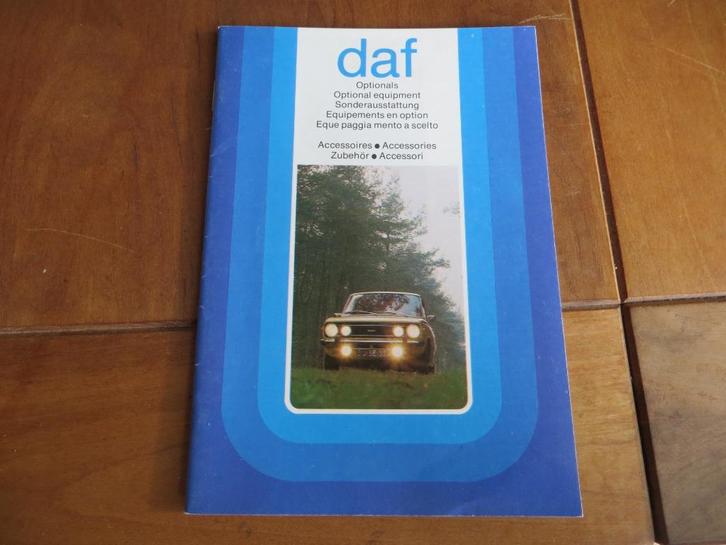 daf
Optionals
Optional equipment
Sonderausstattung
Equipements en option
Eque paggia mento a scelto
Accessoires ● Accessories
Zubehör ● Accessori